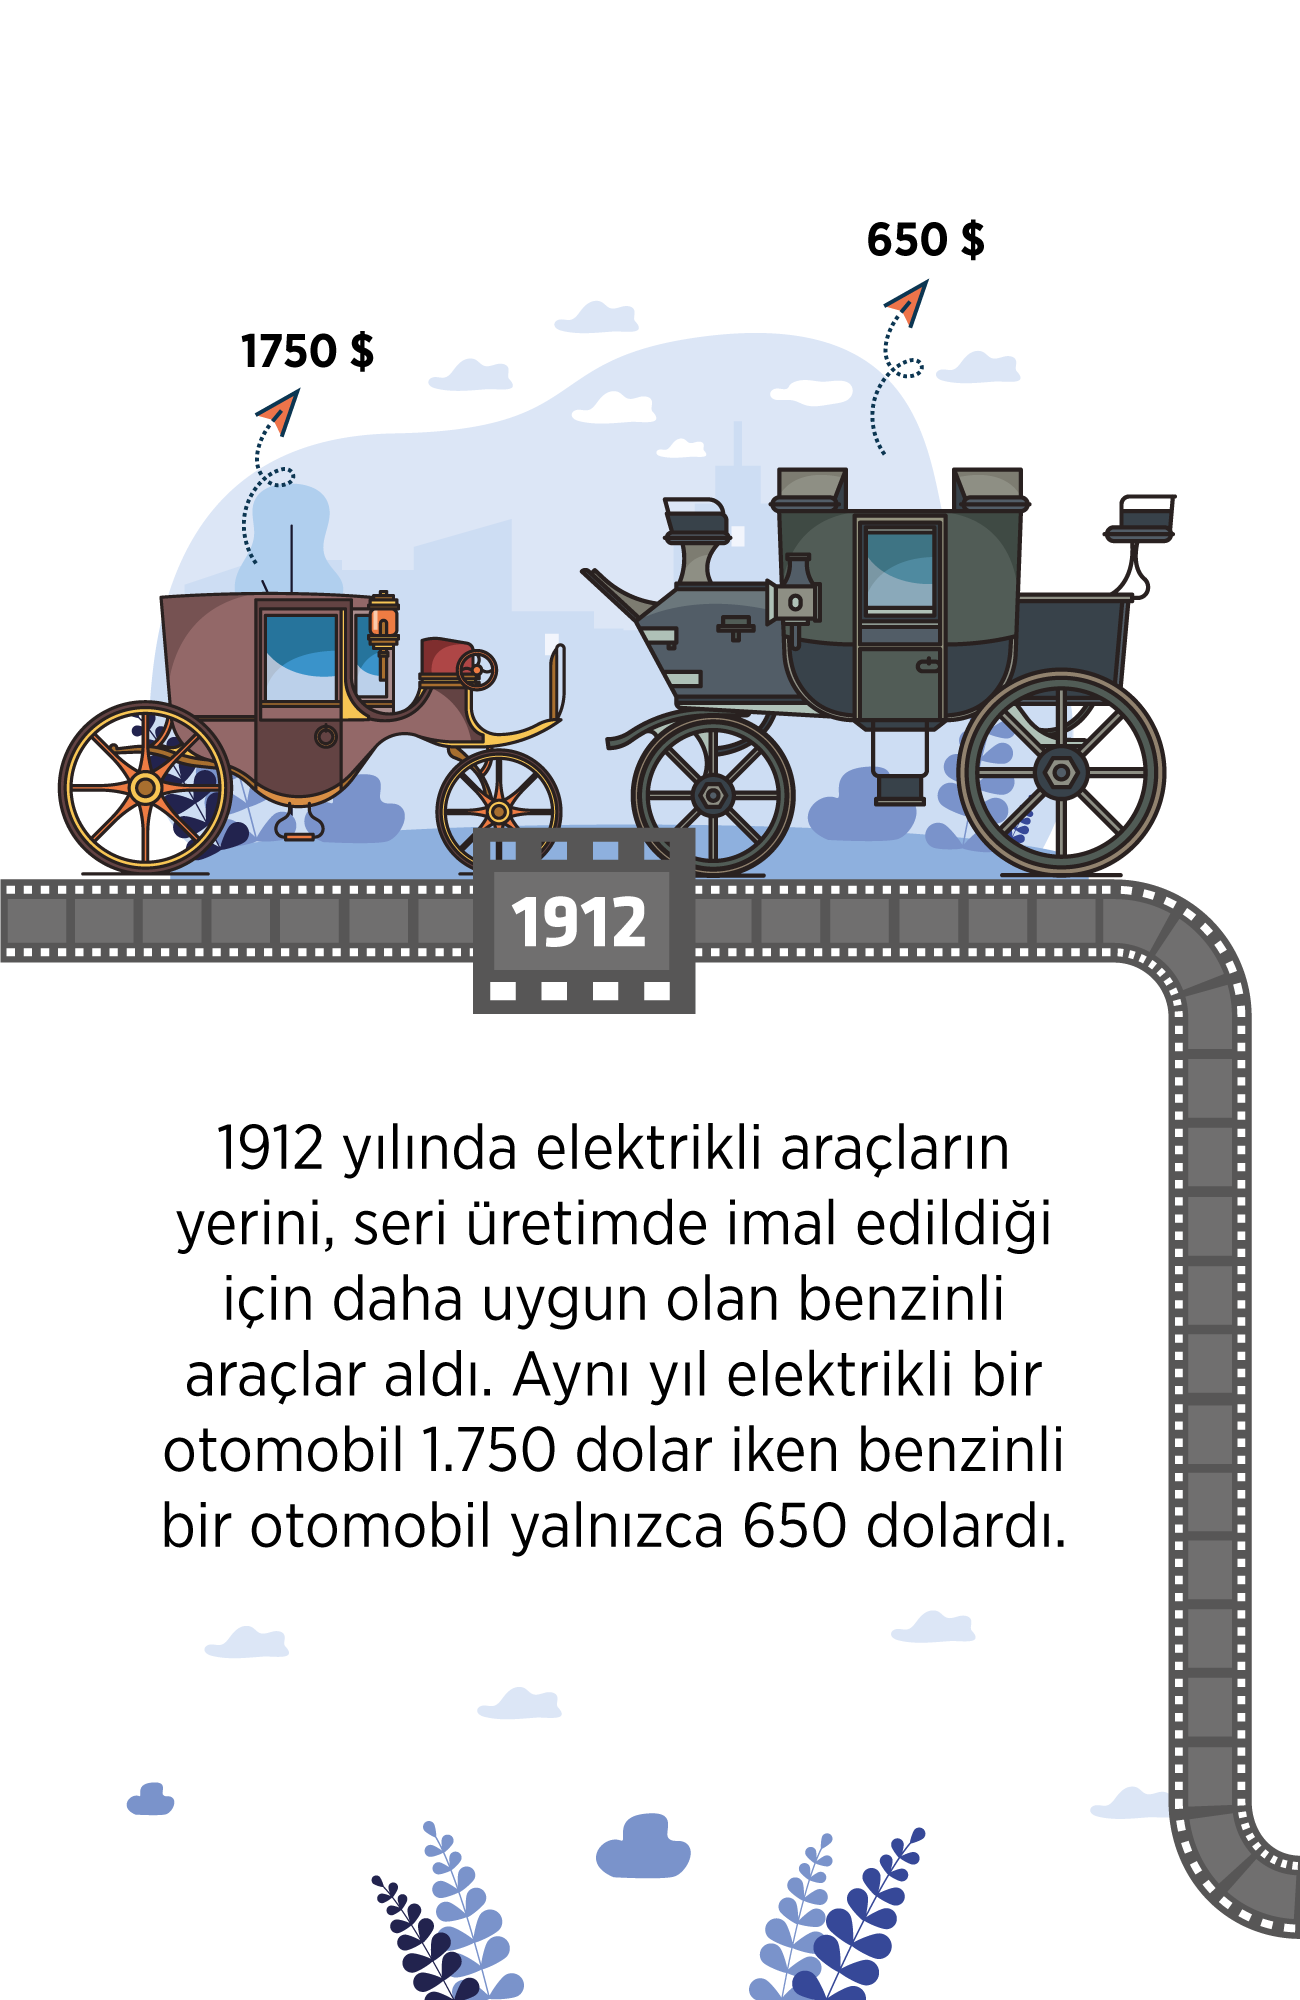 650 $
1750 $
1912
1912 yılında elektrikli araçların
yerini, seri üretimde imal edildiği
için daha uygun olan benzinli
araçlar aldı. Aynı yıl elektrikli bir
otomobil 1.750 dolar iken benzinli
bir otomobil yalnızca 650 dolardı.